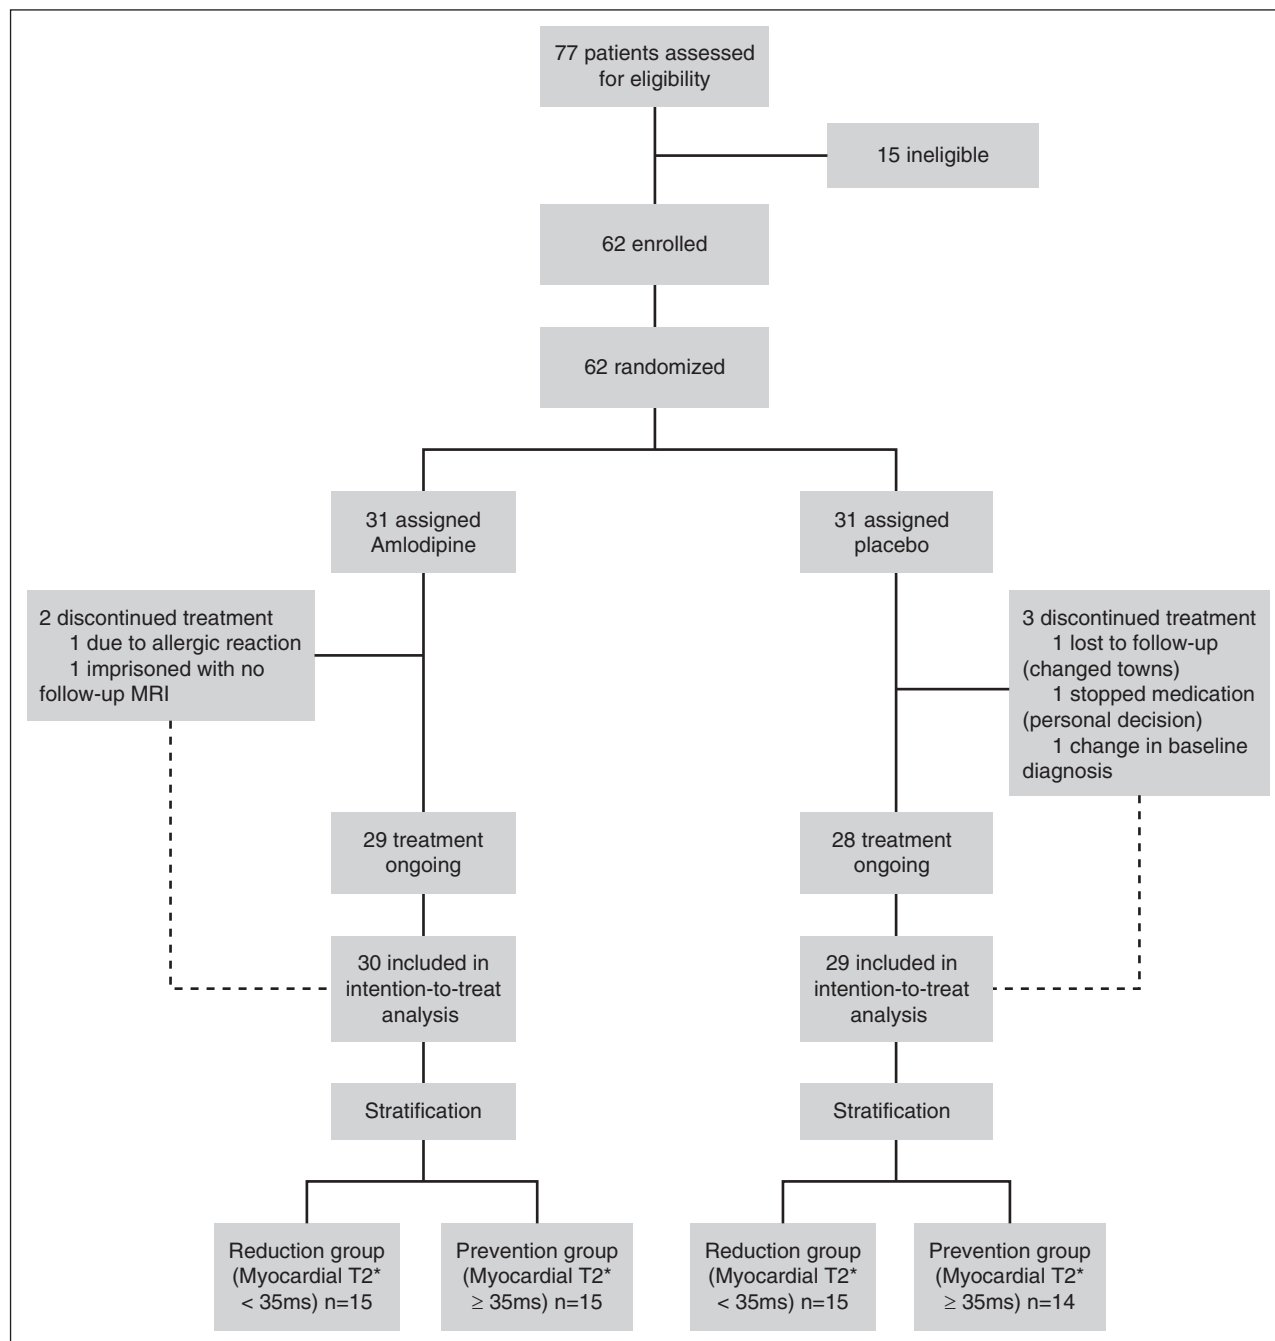 77 patients assessed
for eligibility
15 ineligible
62 enrolled
62 randomized
31 assigned
Amlodipine
31 assigned
placebo
2 discontinued treatment
1 due to allergic reaction
1 imprisoned with no
follow-up MRI
3 discontinued treatment
1 lost to follow-up
(changed towns)
1 stopped medication
(personal decision)
1 change in baseline
diagnosis
29 treatment
ongoing
28 treatment
ongoing
30 included in
intention-to-treat
analysis
29 included in
intention-to-treat
analysis
Stratification
Stratification
Reduction group
(Myocardial T2*
< 35ms) n=15
Prevention group
(Myocardial T2*
≥ 35ms) n=15
Reduction group
(Myocardial T2*
< 35ms) n=15
Prevention group
(Myocardial T2*
≥ 35ms) n=14